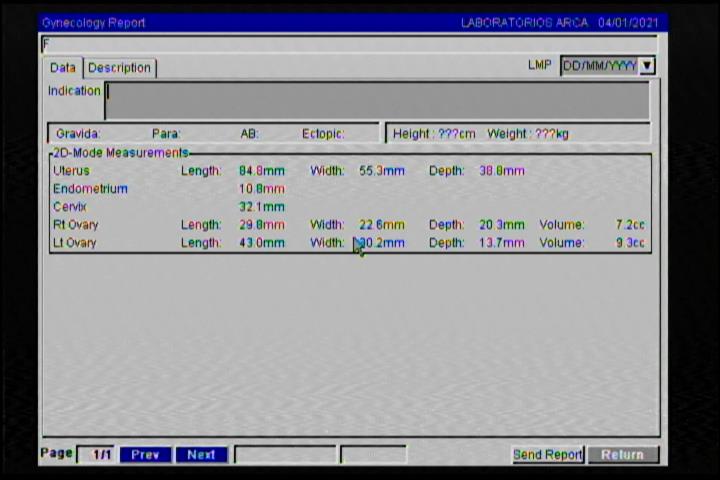 Gynecology Report LABORATORIOS ARCA 04/01/2021
F
Data Description LMP DD/MM/YYYY
Indication
Gravida: Para: AB: Ectopic: Height: ???cm Weight: ???kg
2D-Mode Measurements
Uterus Length: 84.8mm Width: 55.3mm Depth: 38.8mm
Endometrium 10.8mm
Cervix 32.1mm
Rt Ovary Length: 29.8mm Width: 22.6mm Depth: 20.3mm Volume: 7.2cc
Lt Ovary Length: 43.0mm Width: 30.2mm Depth: 13.7mm Volume: 9.3cc
Page 1/1 Prev Next Send Report Return